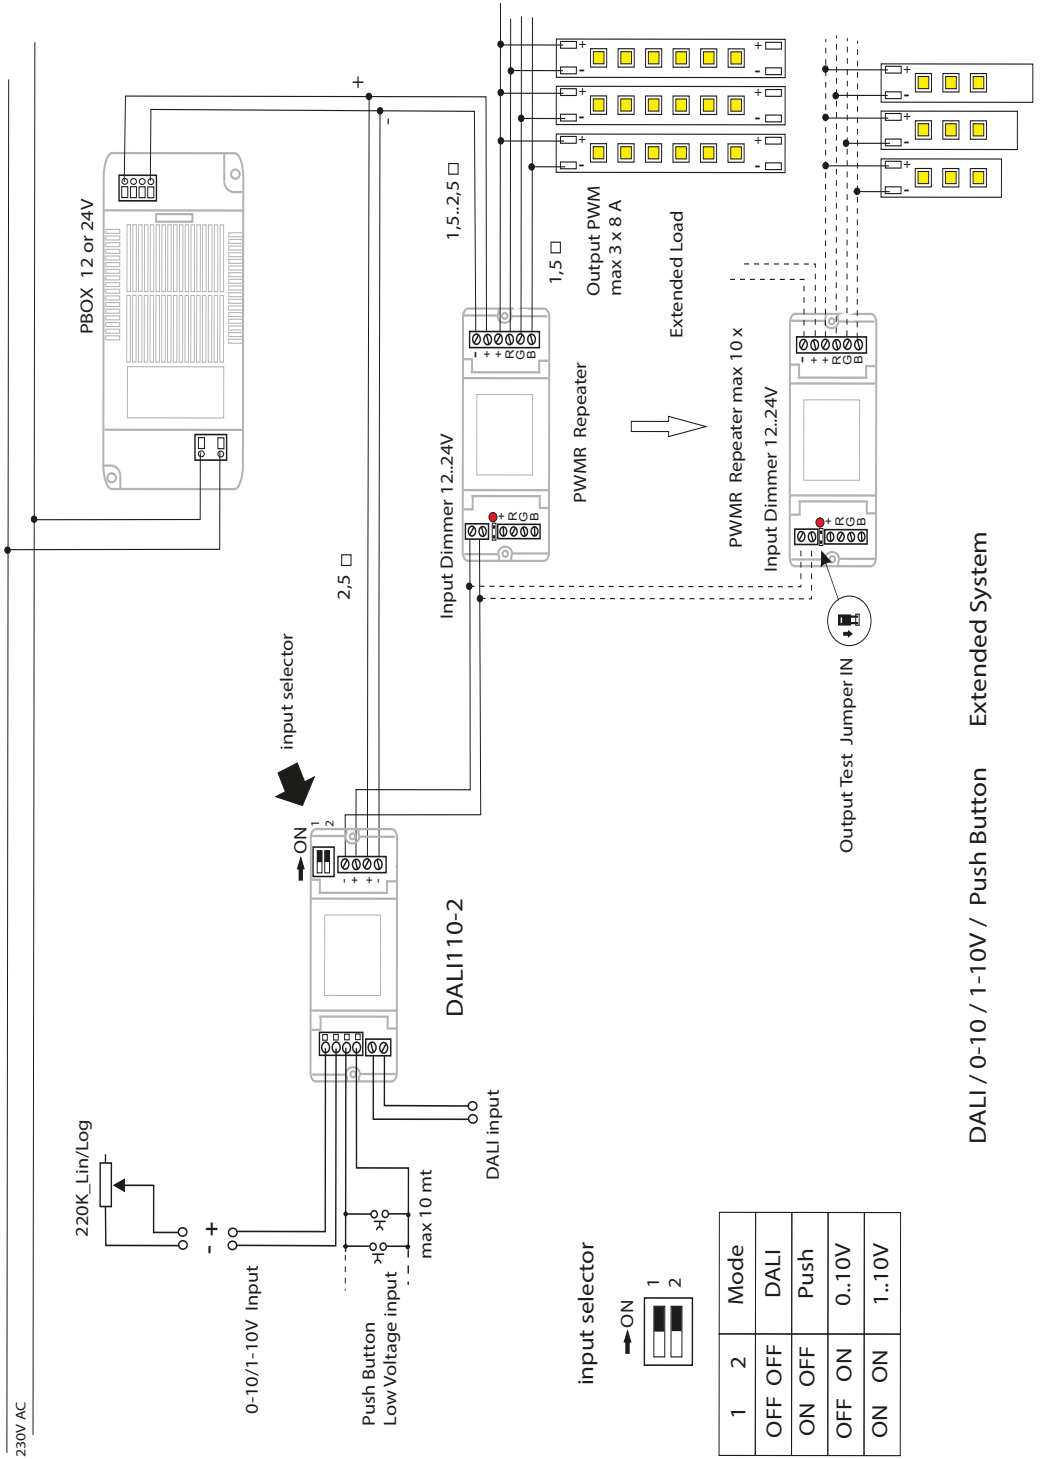 230V AC
PBOX 12 or 24V
+
-
220K_Lin/Log
- +
0-10/1-10V Input
Push Button
Low Voltage input
max 10 mt
DALI input
DALI110-2
ON
1
2
- + + -
input selector
2,5 □
1,5..2,5 □
1,5 □
Input Dimmer 12..24V
+ R G B
- + + R G B
PWMR Repeater
Output PWM
max 3 x 8 A
Extended Load
+ - + -
+ - + -
+ - + -
PWMR Repeater max 10 x
Input Dimmer 12..24V
+ R G B
- + + R G B
+ -
+ -
+ -
Output Test Jumper IN
input selector
ON
1
2
1 2 Mode
OFF OFF DALI
ON OFF Push
OFF ON 0..10V
ON ON 1..10V
DALI / 0-10 / 1-10V / Push Button Extended System